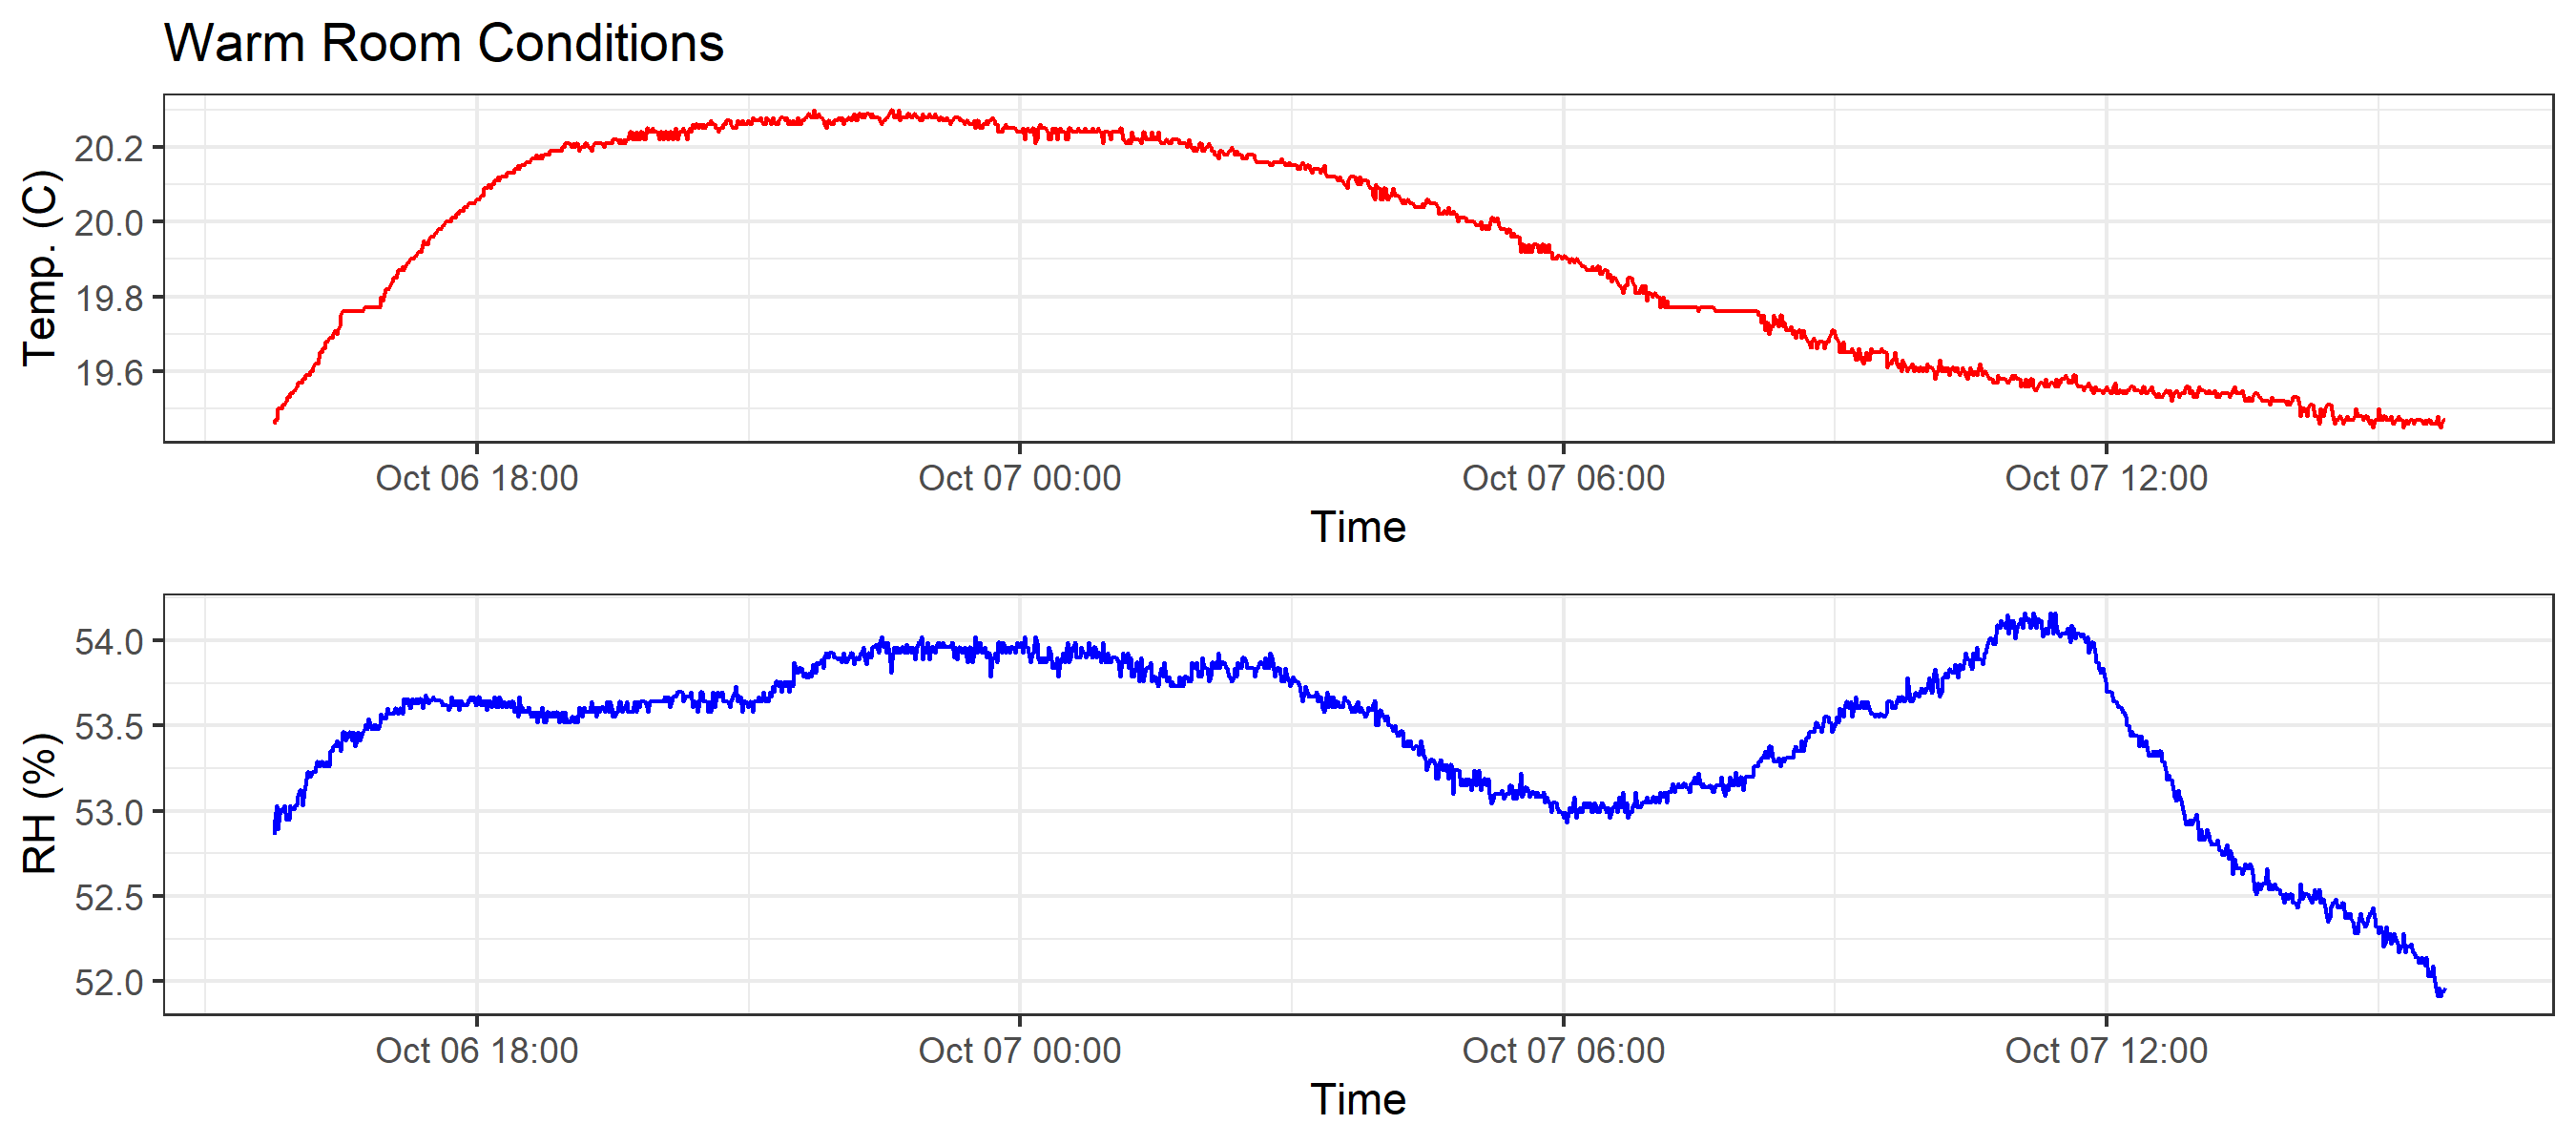 Warm Room Conditions
Temp. (C)
20.2
20.0
19.8
19.6
Oct 06 18:00 Oct 07 00:00 Oct 07 06:00 Oct 07 12:00
Time
RH (%)
54.0
53.5
53.0
52.5
52.0
Oct 06 18:00 Oct 07 00:00 Oct 07 06:00 Oct 07 12:00
Time